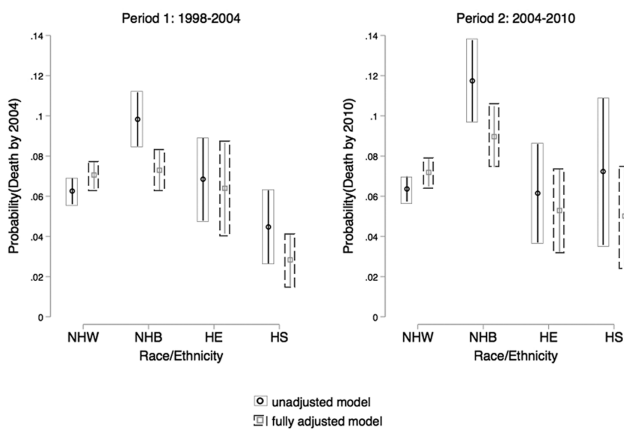 Period 1: 1998-2004
Probability(Death by 2004)
.14
.12
.1
.08
.06
.04
.02
0
NHW NHB HE HS
Race/Ethnicity
Period 2: 2004-2010
Probability(Death by 2010)
.14
.12
.1
.08
.06
.04
.02
0
NHW NHB HE HS
Race/Ethnicity
unadjusted model
fully adjusted model